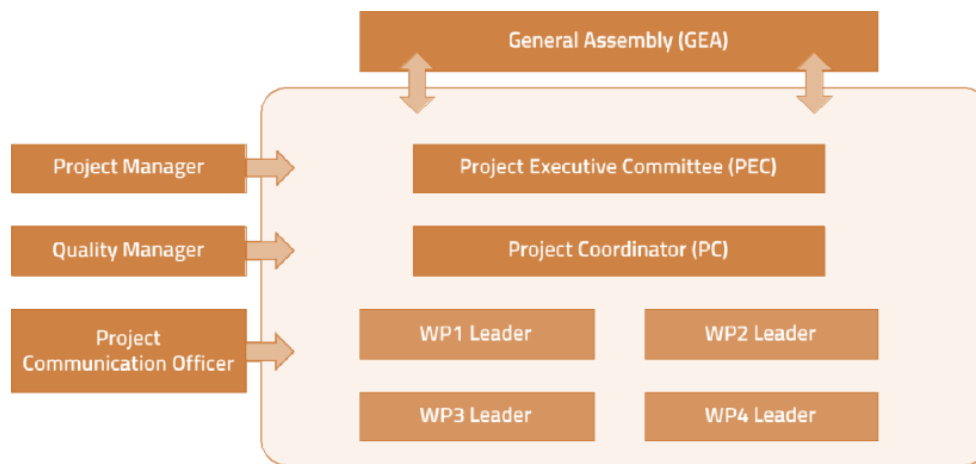 General Assembly (GEA)
Project Manager
Project Executive Committee (PEC)
Quality Manager
Project Coordinator (PC)
Project
Communication Officer
WP1 Leader
WP2 Leader
WP3 Leader
WP4 Leader